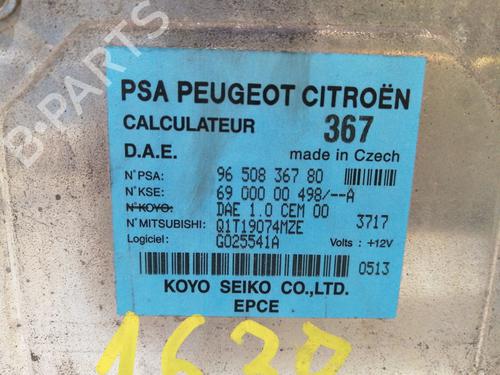 B-PARTS
PSA PEUGEOT CITROËN
CALCULATEUR 367
D.A.E. made in Czech
N°PSA: 96 508 367 80
N°KSE: 69 000 00 498/--A
N°KOYO: DAE 1.0 CEM 00
N°MITSUBISHI: Q1T19074MZE 3717
Logiciel: G025541A Volts : +12V
0513
KOYO SEIKO CO.,LTD.
EPCE